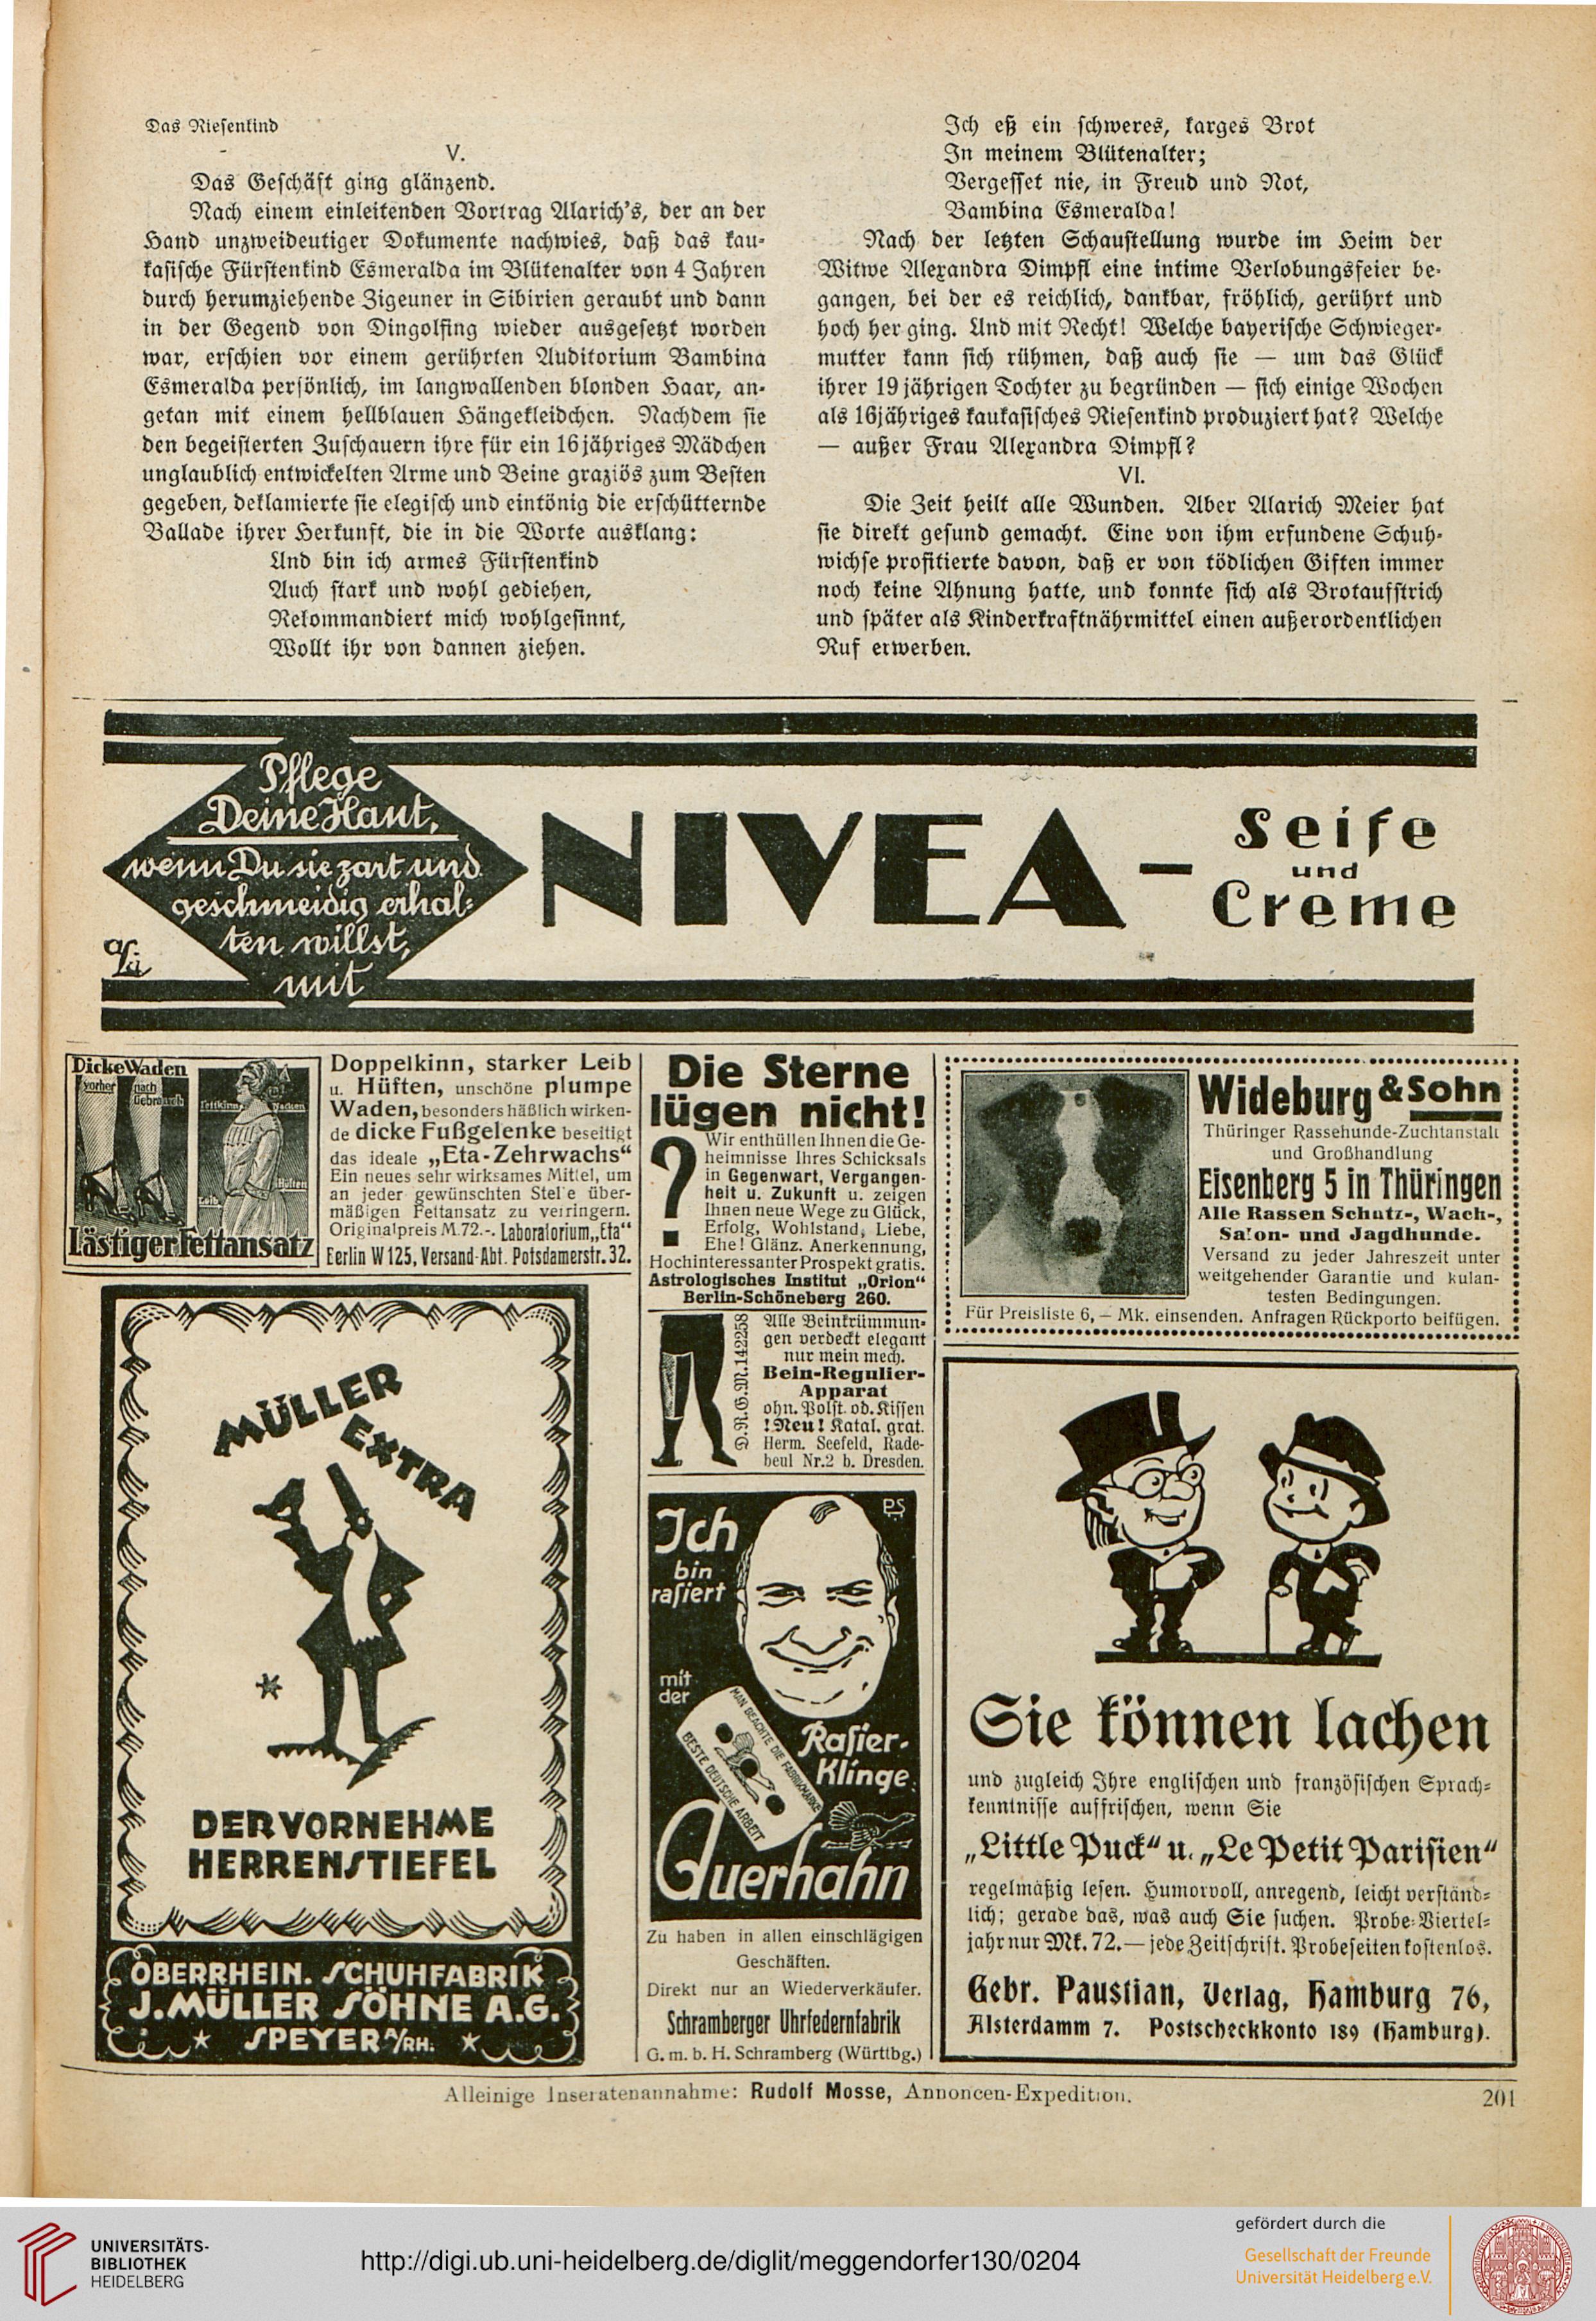 Das Riesenkind
V.
Das Geschäft ging glänzend.
Nach einem einleitenden Vortrag Alarich's, der an der
Hand unzweideutiger Dokumente nachwies, daß das kau-
kasische Fürstenkind Esmeralda im Blütenalter von 4 Jahren
durch herumziehende Zigeuner in Sibirien geraubt und dann
in der Gegend von Dingolfing wieder ausgesetzt worden
war, erschien vor einem gerührten Auditorium Bambina
Esmeralda persönlich, im langwallenden blonden Haar, an-
getan mit einem hellblauen Hängekleidchen. Nachdem sie
den begeisterten Zuschauern ihre für ein 16jähriges Mädchen
unglaublich entwickelten Arme und Beine graziös zum Besten
gegeben, deklamierte sie elegisch und eintönig die erschütternde
Ballade ihrer Herkunft, die in die Worte ausklang:
Und bin ich armes Fürstenkind
Auch stark und wohl gediehen,
Rekommandiert mich wohlgesinnt,
Wollt ihr von dannen ziehen.
Ich eß ein schweres, karges Brot
In meinem Blütenalter;
Vergesset nie, in Freud und Not,
Bambina Esmeralda!
Nach der letzten Schaustellung wurde im Heim der
Witwe Alexandra Dimpfl eine intime Verlobungsfeier be-
gangen, bei der es reichlich, dankbar, fröhlich, gerührt und
hoch her ging. Und mit Recht! Welche bayerische Schwieger-
mutter kann sich rühmen, daß auch sie — um das Glück
ihrer 19jährigen Tochter zu begründen — sich einige Wochen
als 16jähriges kaukasisches Riesenkind produziert hat? Welche
— außer Frau Alexandra Dimpfl?
VI.
Die Zeit heilt alle Wunden. Aber Alarich Meier hat
sie direkt gesund gemacht. Eine von ihm erfundene Schuh-
wichse profitierte davon, daß er von tödlichen Giften immer
noch keine Ahnung hatte, und konnte sich als Brotaufstrich
und später als Kinderkraftnährmittel einen außerordentlichen
Ruf erwerben.
Pflege
Deine Haut,
wenn Du sie zart und
geschmeidig erhal-
ten willst,
mit
NIVEA-
Seife
und
Creme
Dicke Waden
vorher
nach
Gebrauch
Fettkinn
Nacken
Hüften
Leib
Lästiger Fettansatz
Doppelkinn, starker Leib
u. Hüften, unschöne plumpe
Waden, besonders häßlich wirken-
de dicke Fußgelenke beseitigt
das ideale „Eta-Zehrwachs“
Ein neues sehr wirksames Mittel, um
an jeder gewünschten Stelle über-
mäßigen Fettansatz zu verringern.
Originalpreis M.72.-. Laboratorium „Eta“
Berlin W 125, Versand-Abt. Potsdamerstr. 32.
Die Sterne
lügen nicht!
?
Wir enthüllen Ihnen die Ge-
heimnisse Ihres Schicksals
in Gegenwart, Vergangen-
heit u. Zukunft u. zeigen
Ihnen neue Wege zu Glück,
Erfolg, Wohlstand, Liebe,
Ehe! Glänz. Anerkennung,
Hochinteressanter Prospekt gratis.
Astrologisches Institut „Orion“
Berlin-Schöneberg 260.
Wideburg & Sohn
Thüringer Rassehunde-Zuchtanstalt
und Großhandlung
Eisenberg 5 in Thüringen
Alle Rassen Schutz-, Wach-,
Salon- und Jagdhunde.
Versand zu jeder Jahreszeit unter
weitgehender Garantie und kulan-
testen Bedingungen.
Für Preisliste 6,— Mk. einsenden. Anfragen Rückporto beifügen.
D.R.G.M. 142258
Alle Beinkrümmun-
gen verdeckt elegant
nur mein mech.
Bein-Regulier-
Apparat
ohn. Polst. od. Kissen
! Neu ! Katal. grat.
Herm. Seefeld, Rade-
beul Nr.2 b. Dresden.
MÜLLER
EXTRA
DER VORNEHME
HERRENSTIEFEL
OBERRHEIN. SCHUHFABRIK
J. MÜLLER SÖHNE A.G.
SPEYER A/RH.
PS
Ich
bin
rasiert
mit
der
MAN BEACHTE DIE FABRIKMARKE
BESTE DEUTSCHE ARBEIT
Rasier-
Klinge
Auerhahn
Zu haben in allen einschlägigen
Geschäften.
Direkt nur an Wiederverkäufer.
Schramberger Uhrfedernfabrik
G. m. b. H. Schramberg (Württbg.)
Sie können lachen
und zugleich Ihre englischen und französischen Sprach-
kenntnisse auffrischen, wenn Sie
„Little Puck“ u. „Le Petit Parisien“
regelmäßig lesen. Humorvoll, anregend, leicht verständ-
lich; gerade das, was auch Sie suchen. Probe-Viertel-
jahr nur Mk. 72.— jede Zeitschrift. Probeseiten kostenlos.
Gebr. Paustian, Verlag, Hamburg 76,
Alsterdamm 7. Postscheckkonto 189 (Hamburg).
Alleinige Inseratenannahme: Rudolf Mosse, Annoncen-Expedition.
201
UNIVERSITÄTS-
BIBLIOTHEK
HEIDELBERG
http://digi.ub.uni-heidelberg.de/diglit/meggendorfer130/0204
gefördert durch die
Gesellschaft der Freunde
Universität Heidelberg e.V.